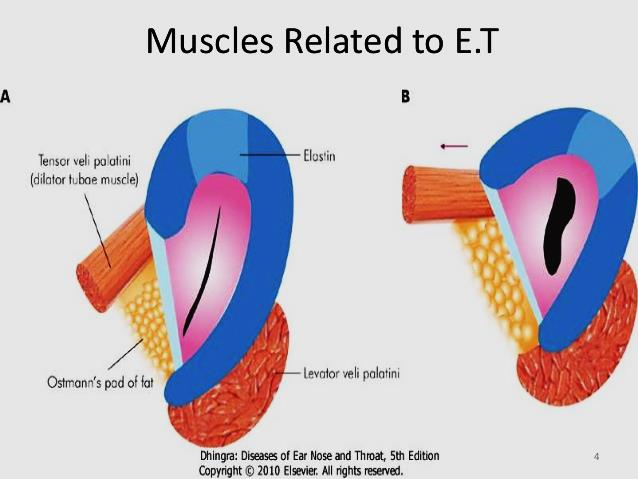 Muscles Related to E.T
A
B
Tensor veli palatini
(dilator tubae muscle)
Elastin
Ostmann's pad of fat
Levator veli palatini
Dhingra: Diseases of Ear Nose and Throat, 5th Edition
Copyright © 2010 Elsevier. All rights reserved.
4